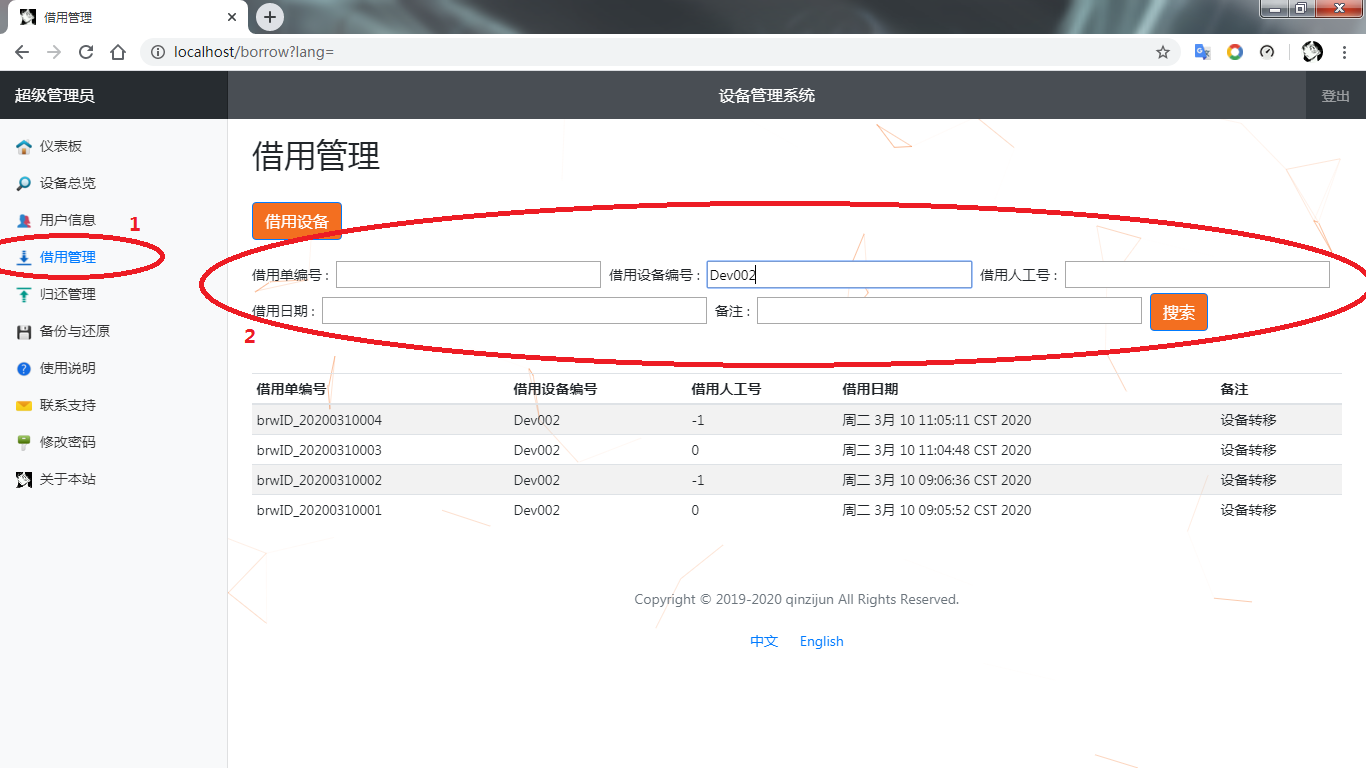 借用管理
localhost/borrow?lang=
超级管理员
设备管理系统
登出
仪表板
设备总览
用户信息
1
借用管理
归还管理
备份与还原
使用说明
联系支持
修改密码
关于本站
借用管理
借用设备
借用单编号 : 借用设备编号 : Dev002 借用人工号 :
借用日期 : 备注 : 搜索
2
借用单编号 借用设备编号 借用人工号 借用日期 备注
brwID_20200310004 Dev002 -1 周二 3月 10 11:05:11 CST 2020 设备转移
brwID_20200310003 Dev002 0 周二 3月 10 11:04:48 CST 2020 设备转移
brwID_20200310002 Dev002 -1 周二 3月 10 09:06:36 CST 2020 设备转移
brwID_20200310001 Dev002 0 周二 3月 10 09:05:52 CST 2020 设备转移
Copyright © 2019-2020 qinzijun All Rights Reserved.
中文 English